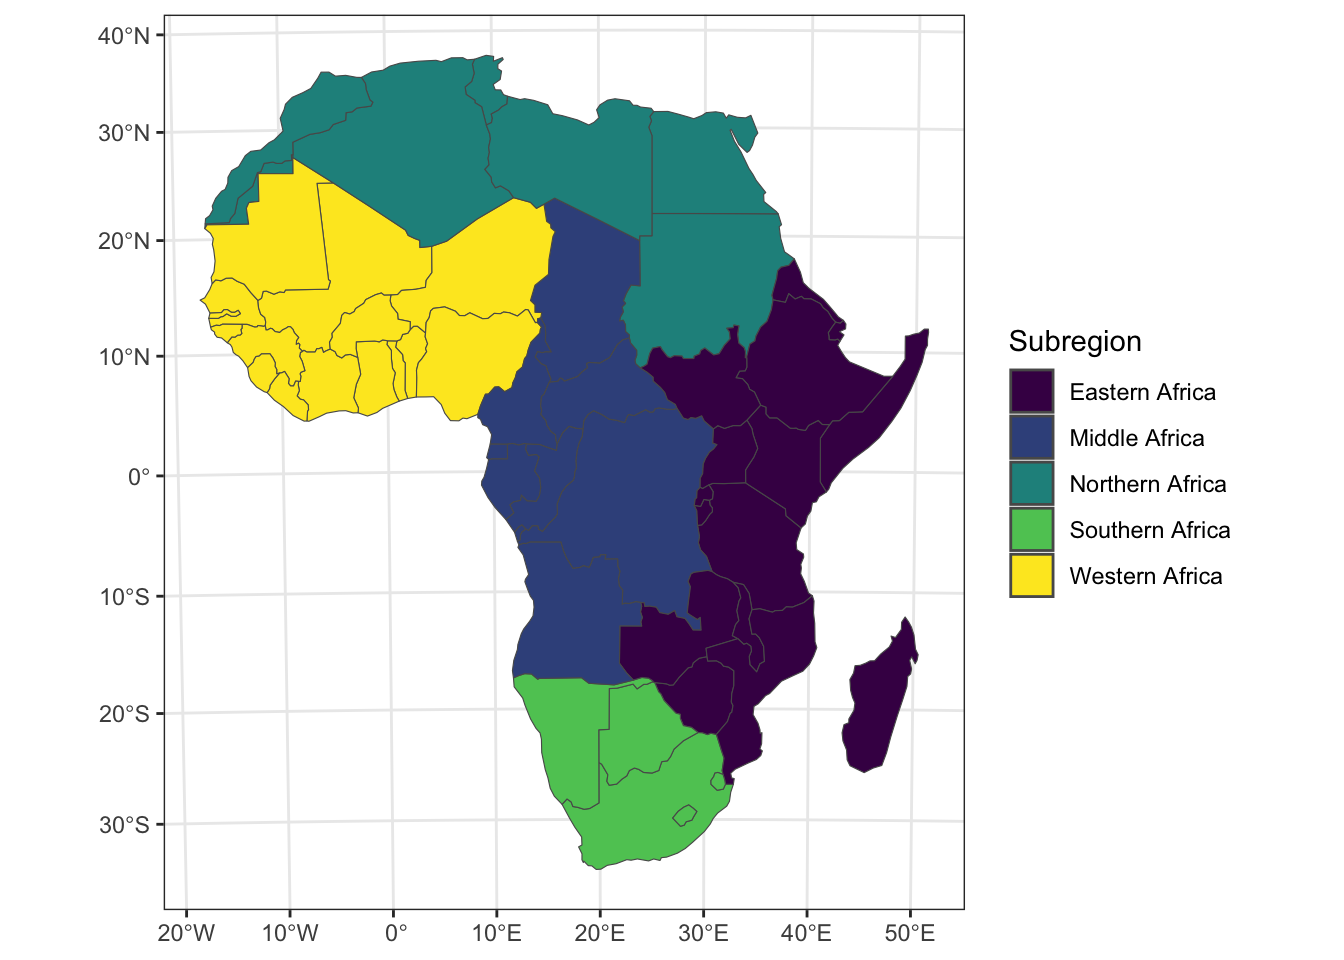 40°N
30°N
20°N
10°N
0°
10°S
20°S
30°S
20°W 10°W 0° 10°E 20°E 30°E 40°E 50°E
Subregion
Eastern Africa
Middle Africa
Northern Africa
Southern Africa
Western Africa